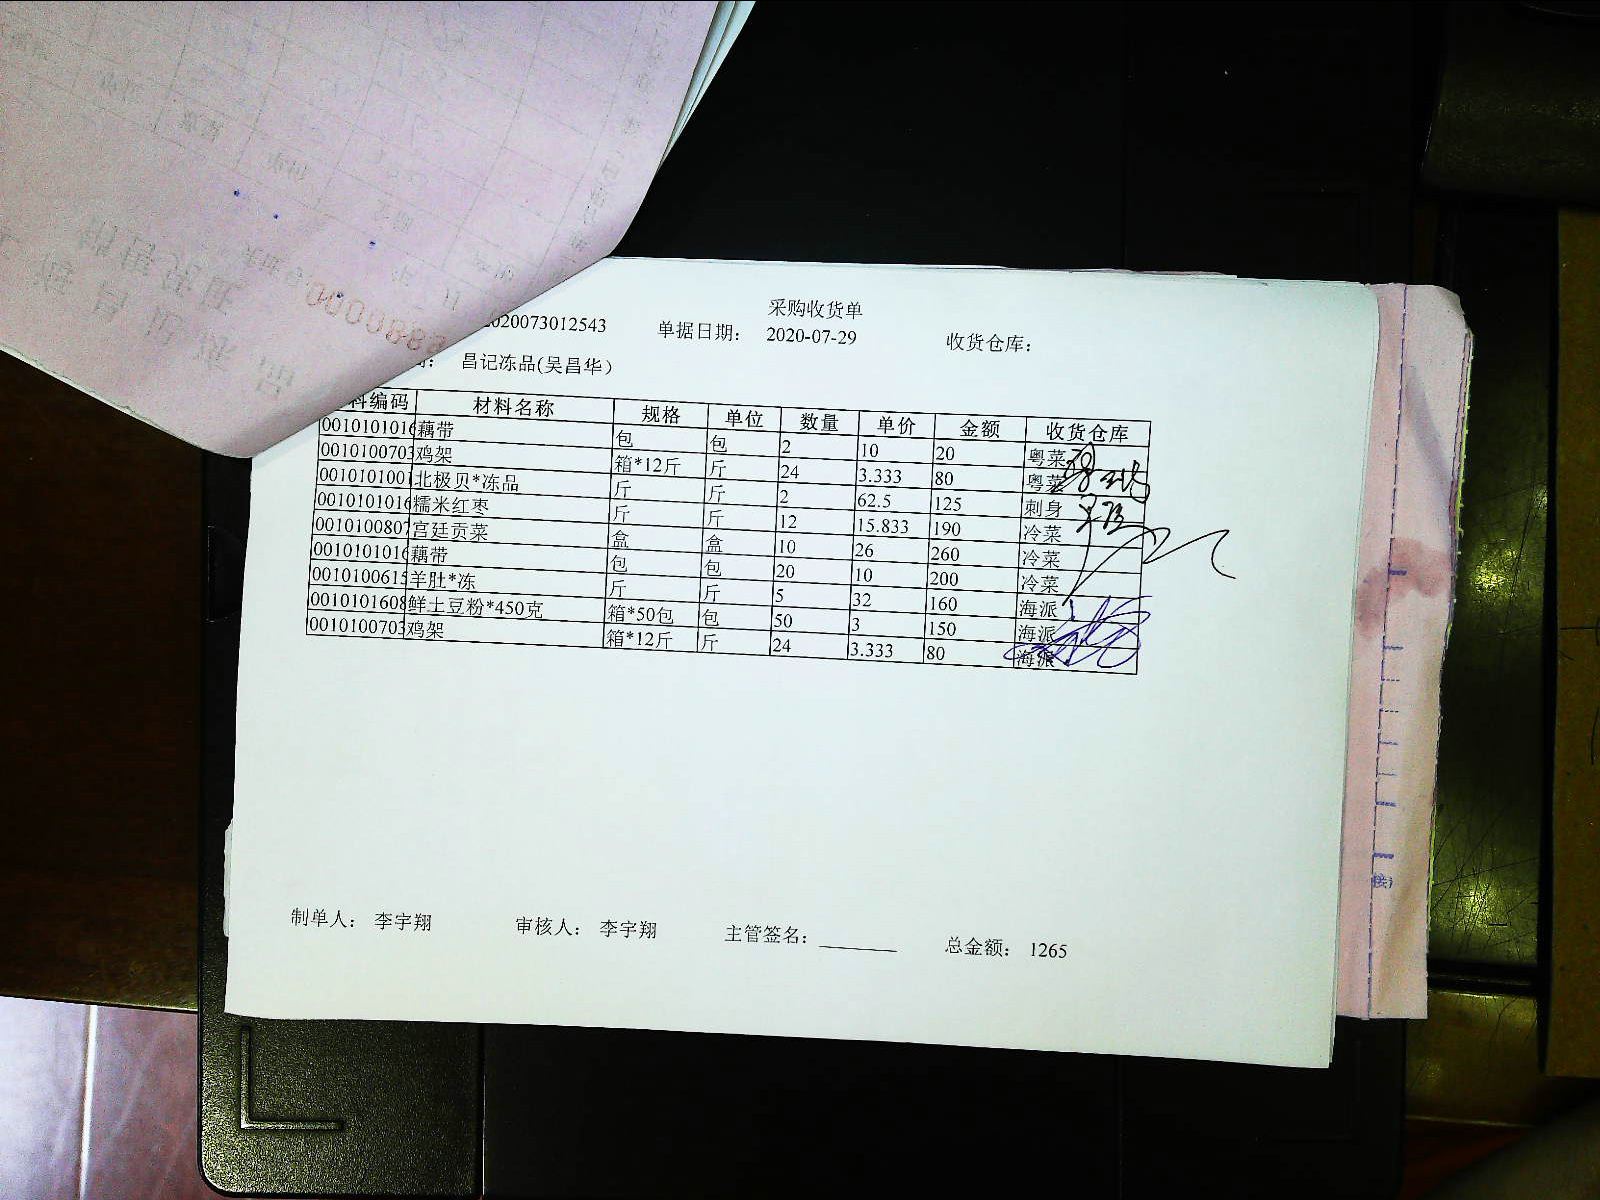 采购收货单
2020073012543 单据日期： 2020-07-29 收货仓库：
昌记冻品(吴昌华）
料编码 材料名称 规格 单位 数量 单价 金额 收货仓库
0010101016 藕带 包 包 2 10 20 粤菜
0010100703 鸡架 箱*12斤 斤 24 3.333 80 粤菜
0010101001 北极贝*冻品 斤 斤 2 62.5 125 刺身
0010101016 糯米红枣 斤 斤 12 15.833 190 冷菜
0010100807 宫廷贡菜 盒 盒 10 26 260 冷菜
0010101016 藕带 包 包 20 10 200 冷菜
0010100615 羊肚*冻 斤 斤 5 32 160 海派
0010101608 鲜土豆粉*450克 箱*50包 包 50 3 150 海派
0010100703 鸡架 箱*12斤 斤 24 3.333 80 海派
制单人： 李宇翔 审核人： 李宇翔 主管签名： 总金额： 1265